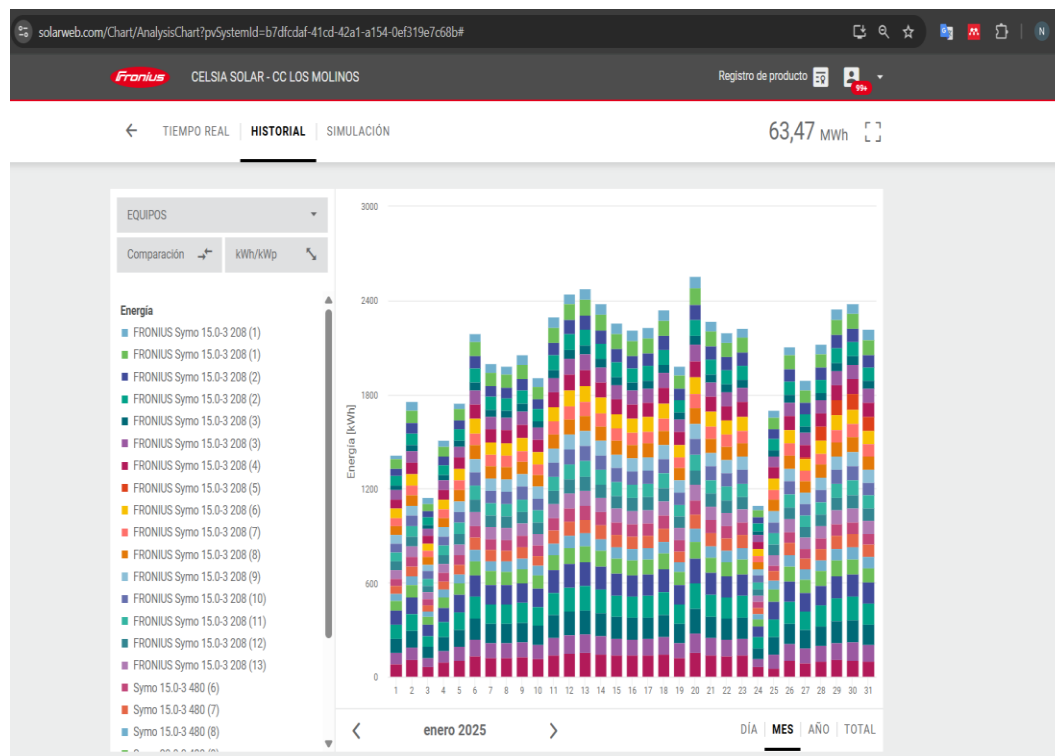 solarweb.com/Chart/AnalysisChart?pvSystemId=b7dfcdaf-41cd-42a1-a154-0ef319e7c68b#
N
Fronius
CELSIA SOLAR - CC LOS MOLINOS
Registro de producto
99+
TIEMPO REAL
HISTORIAL
SIMULACIÓN
63,47 MWh
EQUIPOS
Comparación
kWh/kWp
Energía
FRONIUS Symo 15.0-3 208 (1)
FRONIUS Symo 15.0-3 208 (1)
FRONIUS Symo 15.0-3 208 (2)
FRONIUS Symo 15.0-3 208 (2)
FRONIUS Symo 15.0-3 208 (3)
FRONIUS Symo 15.0-3 208 (3)
FRONIUS Symo 15.0-3 208 (4)
FRONIUS Symo 15.0-3 208 (5)
FRONIUS Symo 15.0-3 208 (6)
FRONIUS Symo 15.0-3 208 (7)
FRONIUS Symo 15.0-3 208 (8)
FRONIUS Symo 15.0-3 208 (9)
FRONIUS Symo 15.0-3 208 (10)
FRONIUS Symo 15.0-3 208 (11)
FRONIUS Symo 15.0-3 208 (12)
FRONIUS Symo 15.0-3 208 (13)
Symo 15.0-3 480 (6)
Symo 15.0-3 480 (7)
Symo 15.0-3 480 (8)
Energía [kWh]
3000
2400
1800
1200
600
0
1 2 3 4 5 6 7 8 9 10 11 12 13 14 15 16 17 18 19 20 21 22 23 24 25 26 27 28 29 30 31
enero 2025
DÍA
MES
AÑO
TOTAL